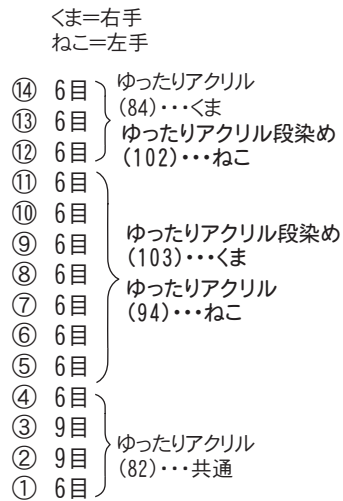 くま＝右手
ねこ＝左手
⑭ 6目
⑬ 6目
⑫ 6目
ゆったりアクリル
(84)・・・くま
ゆったりアクリル段染め
(102)・・・ねこ
⑪ 6目
⑩ 6目
⑨ 6目
⑧ 6目
⑦ 6目
⑥ 6目
⑤ 6目
ゆったりアクリル段染め
(103)・・・くま
ゆったりアクリル
(94)・・・ねこ
④ 6目
③ 9目
② 9目
① 6目
ゆったりアクリル
(82)・・・共通